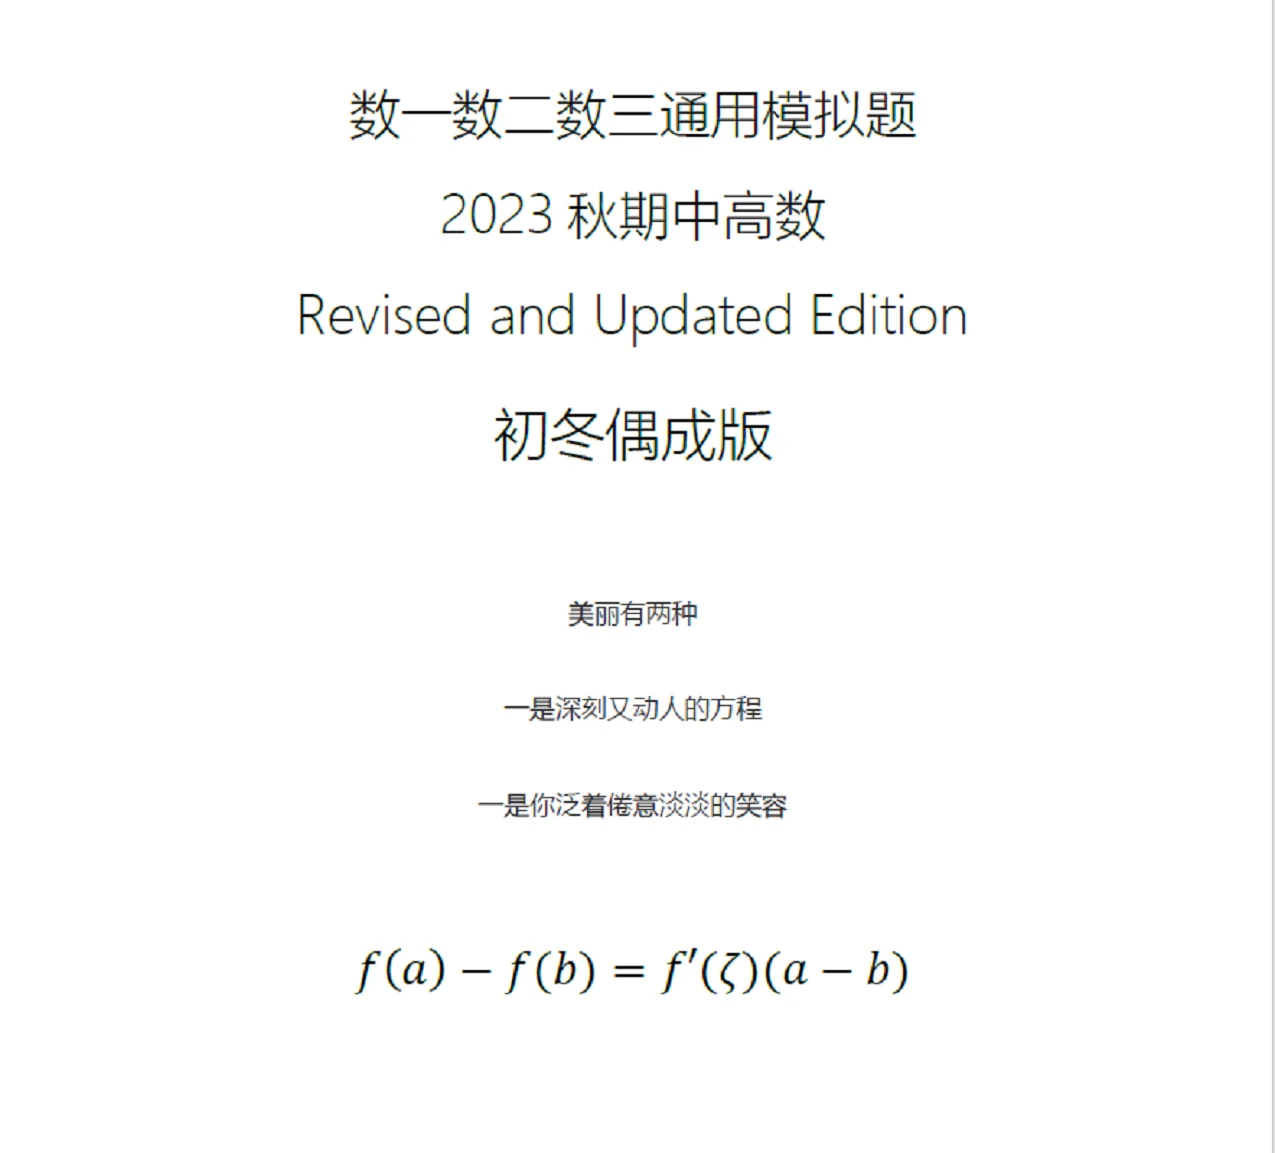 数一数二数三通用模拟题
2023 秋期中高数
Revised and Updated Edition
初冬偶成版
美丽有两种
一是深刻又动人的方程
一是你泛着倦意淡淡的笑容
f(a) − f(b) = f′(ζ)(a − b)